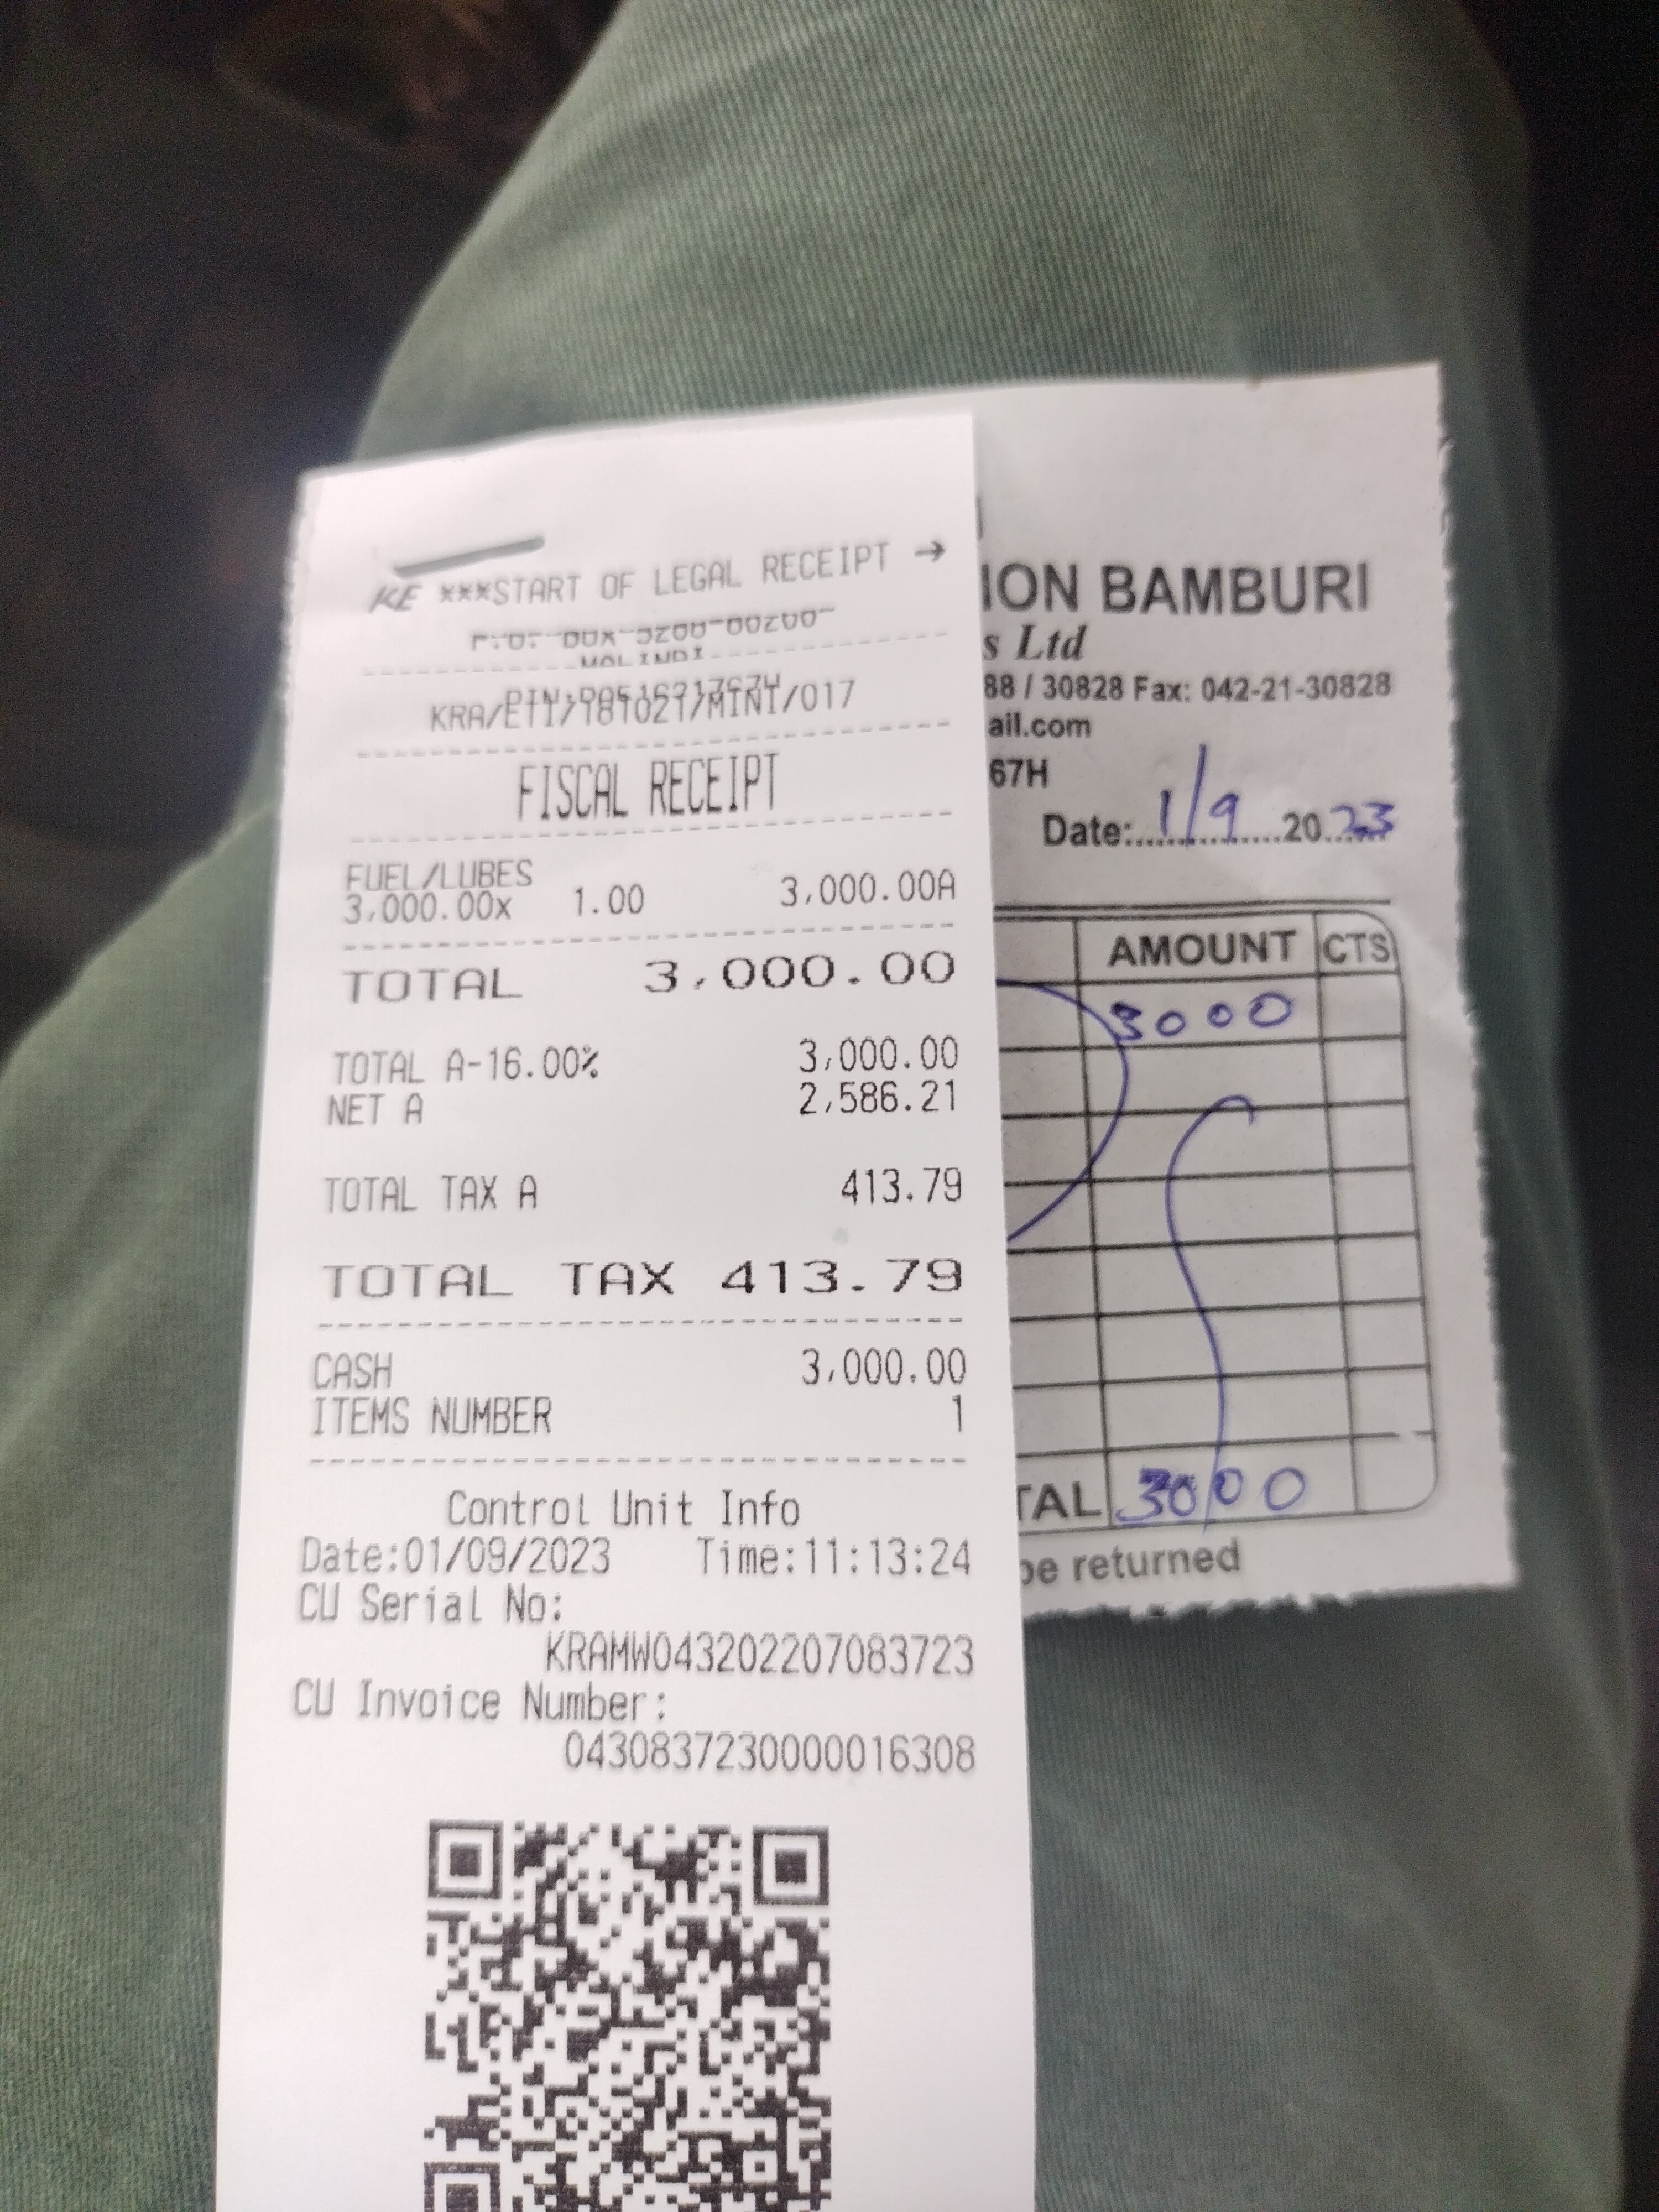 KE ***START OF LEGAL RECEIPT →
MALINDI
KRA/ETI/181021/MINI/017
FISCAL RECEIPT
FUEL/LUBES
3,000.00x 1.00 3,000.00A
TOTAL 3,000.00
TOTAL A-16.00% 3,000.00
NET A 2,586.21
TOTAL TAX A 413.79
TOTAL TAX 413.79
CASH 3,000.00
ITEMS NUMBER 1
Control Unit Info
Date:01/09/2023 Time:11:13:24
CU Serial No:
KRAMW043202207083723
CU Invoice Number:
0430837230000016308
ION BAMBURI
s Ltd
88 / 30828 Fax: 042-21-30828
ail.com
67H
Date: 1/9 2023
AMOUNT CTS
3000
TAL 3000
be returned